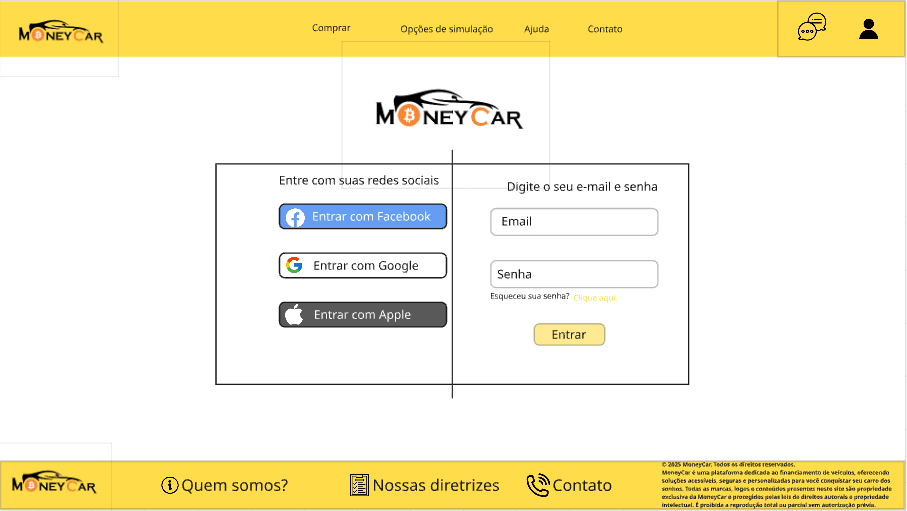 MONEYCAR
Comprar
Opções de simulação
Ajuda
Contato
MONEYCAR
Entre com suas redes sociais
Entrar com Facebook
Entrar com Google
Entrar com Apple
Digite o seu e-mail e senha
Email
Senha
Esqueceu sua senha? Clique aqui.
Entrar
MONEYCAR
Quem somos?
Nossas diretrizes
Contato
© 2025 MoneyCar. Todos os direitos reservados.
MoneyCar é uma plataforma dedicada ao financiamento de veículos, oferecendo
soluções acessíveis, seguras e personalizadas para você conquistar seu carro dos
sonhos. Todas as marcas, logos e conteúdos presentes neste site são propriedade
exclusiva da MoneyCar e protegidos pelas leis de direitos autorais e propriedade
intelectual. É proibida a reprodução total ou parcial sem autorização prévia.